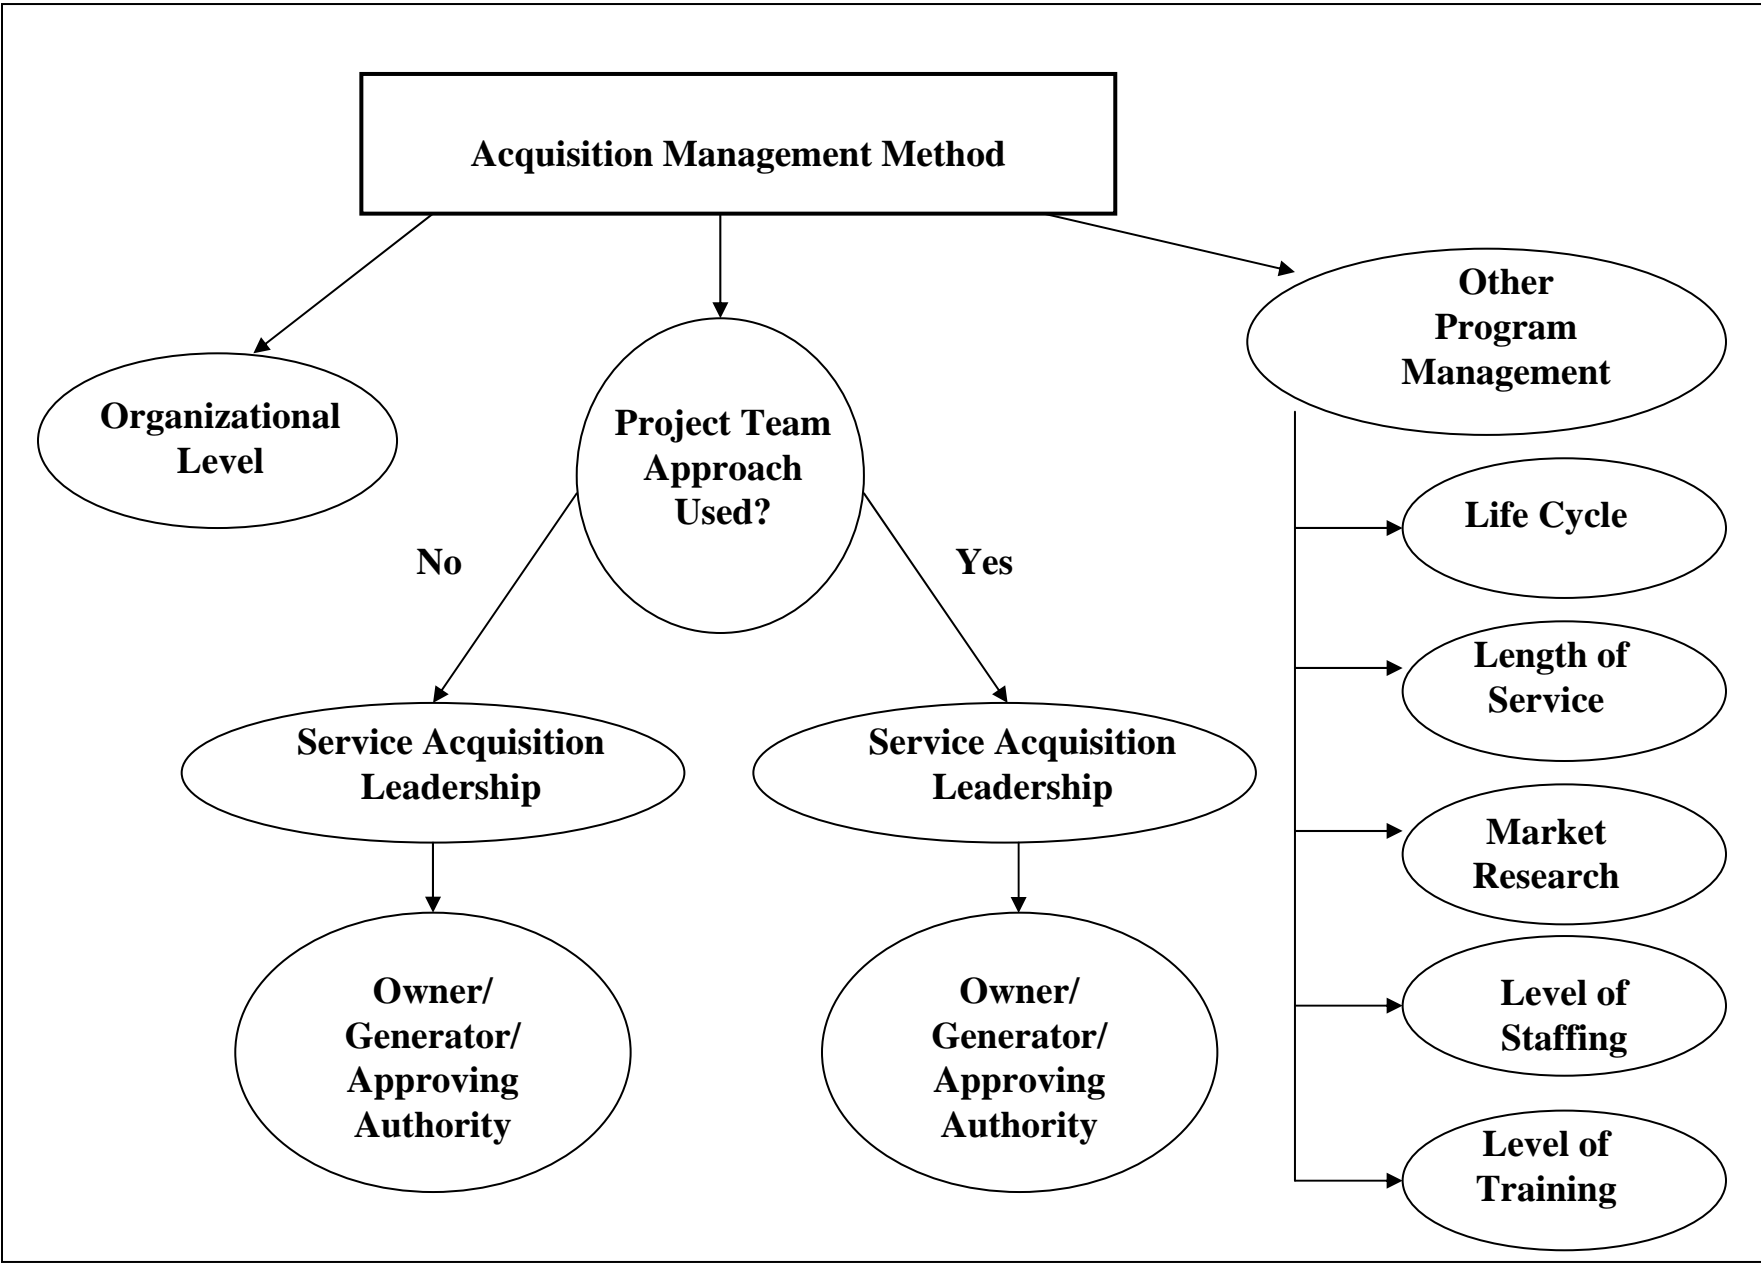 Acquisition Management Method
Organizational
Level
Project Team
Approach
Used?
Other
Program
Management
No
Yes
Service Acquisition
Leadership
Service Acquisition
Leadership
Owner/
Generator/
Approving
Authority
Owner/
Generator/
Approving
Authority
Life Cycle
Length of
Service
Market
Research
Level of
Staffing
Level of
Training